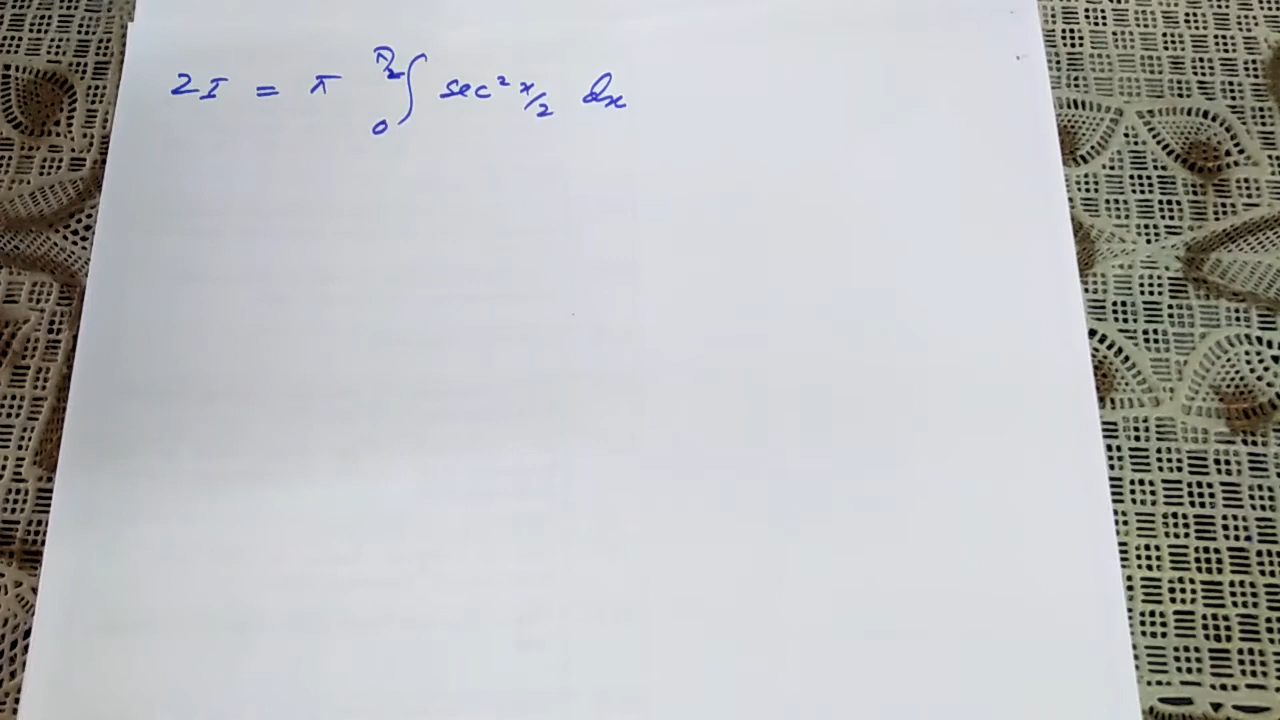 2I = π π/2∫0 sec² x/2 dx